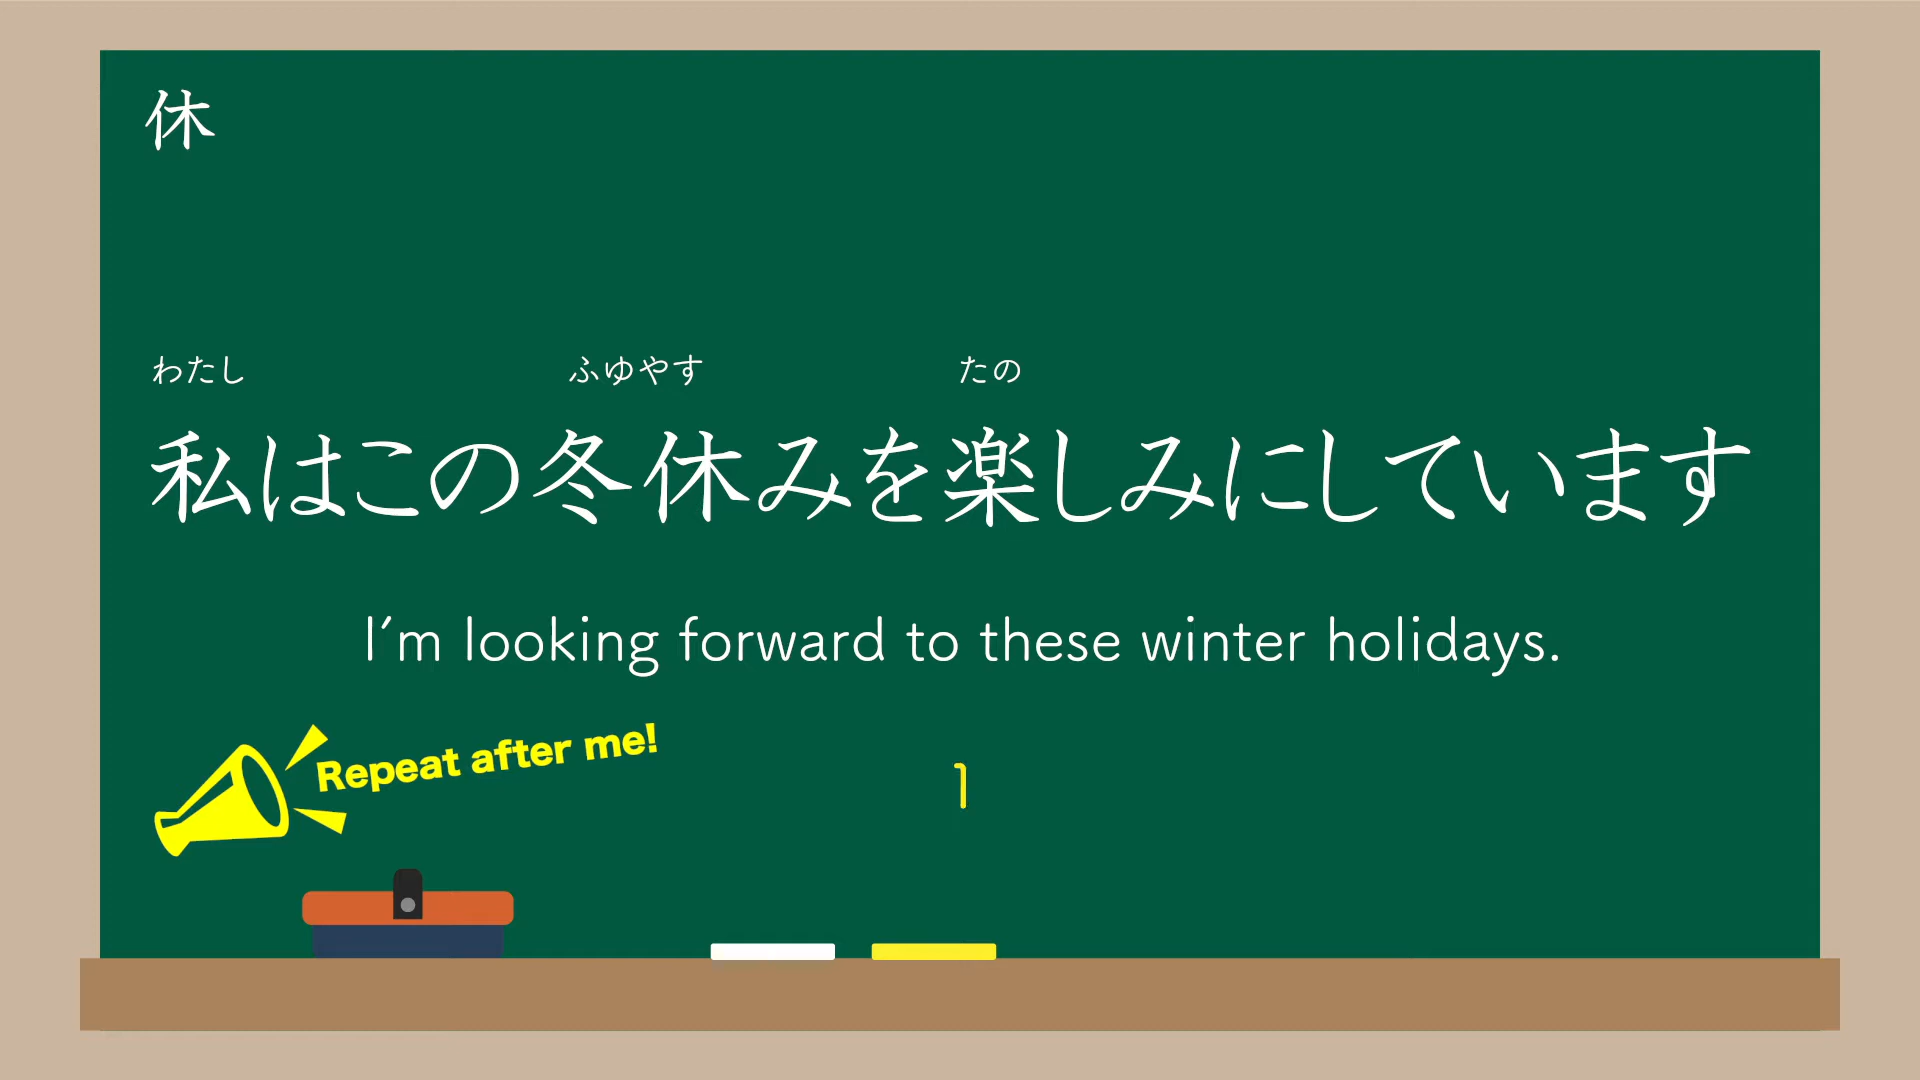 休
わたし ふゆやす たの
私はこの冬休みを楽しみにしています
I´m looking forward to these winter holidays.
Repeat after me!
1